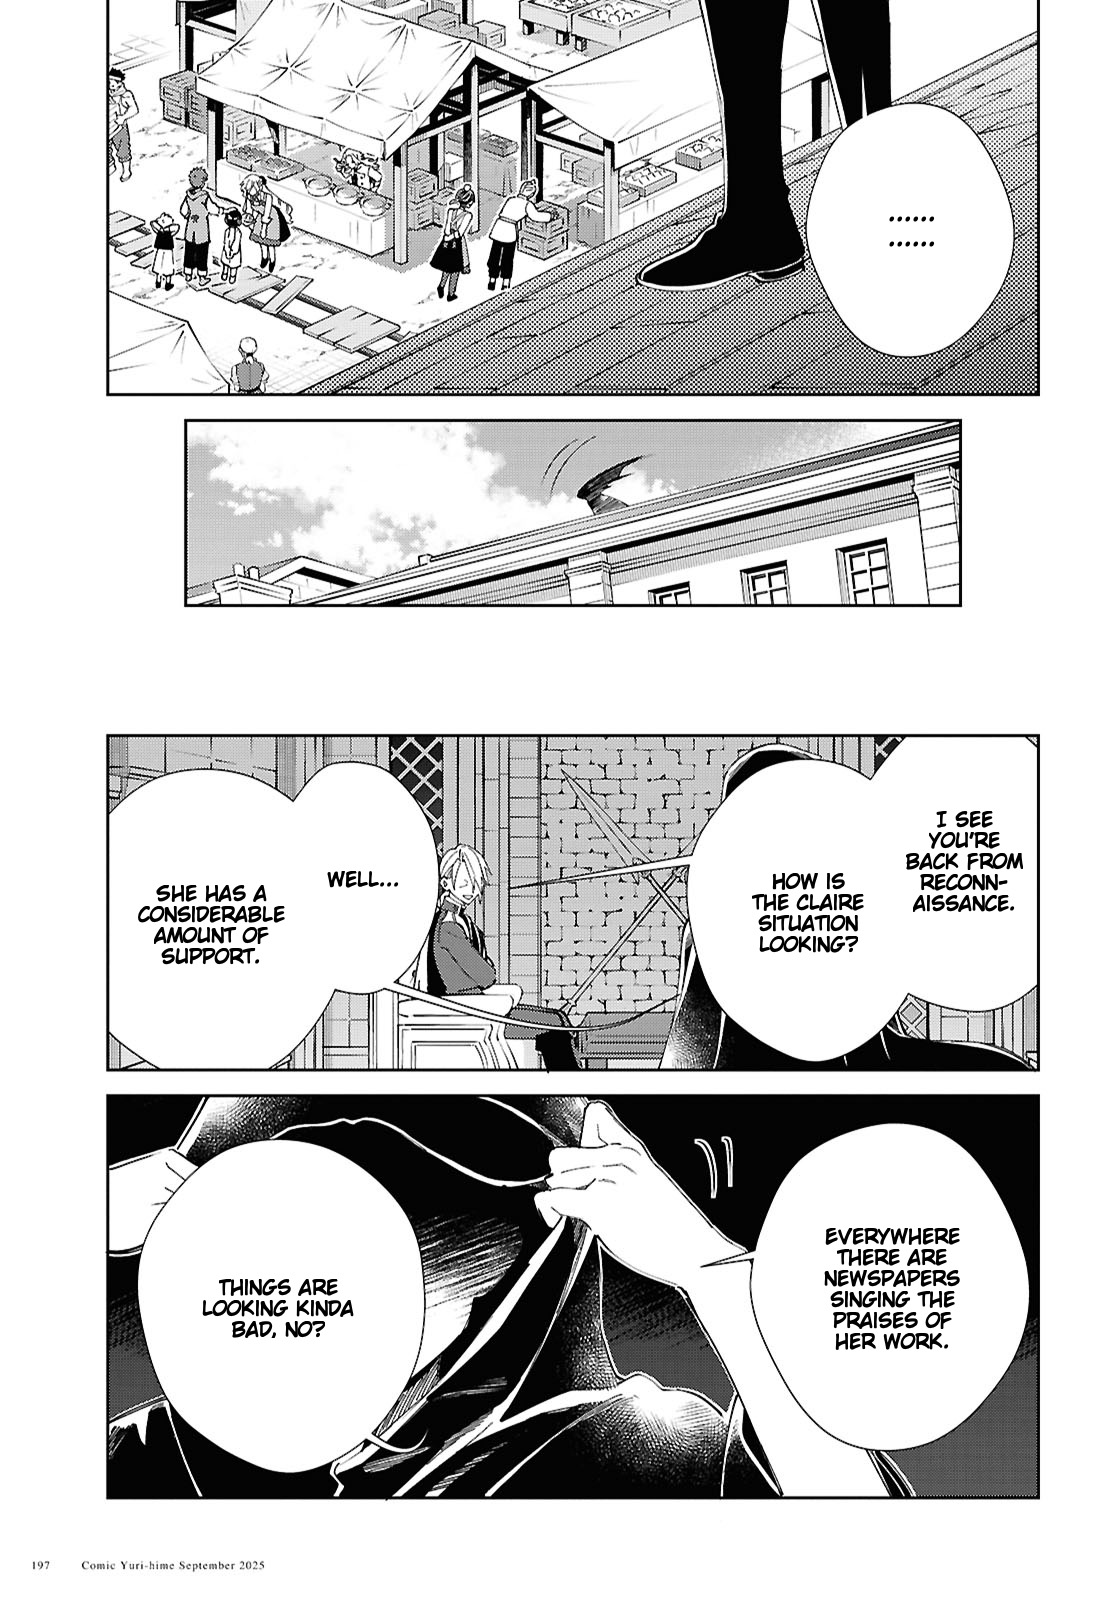 ......
......
I SEE
YOU'RE
BACK FROM
RECONN-
AISSANCE.
HOW IS
THE CLAIRE
SITUATION
LOOKING?
WELL...
SHE HAS A
CONSIDERABLE
AMOUNT OF
SUPPORT.
EVERYWHERE
THERE ARE
NEWSPAPERS
SINGING THE
PRAISES OF
HER WORK.
THINGS ARE
LOOKING KINDA
BAD, NO?
197 Comic Yuri-hime September 2025